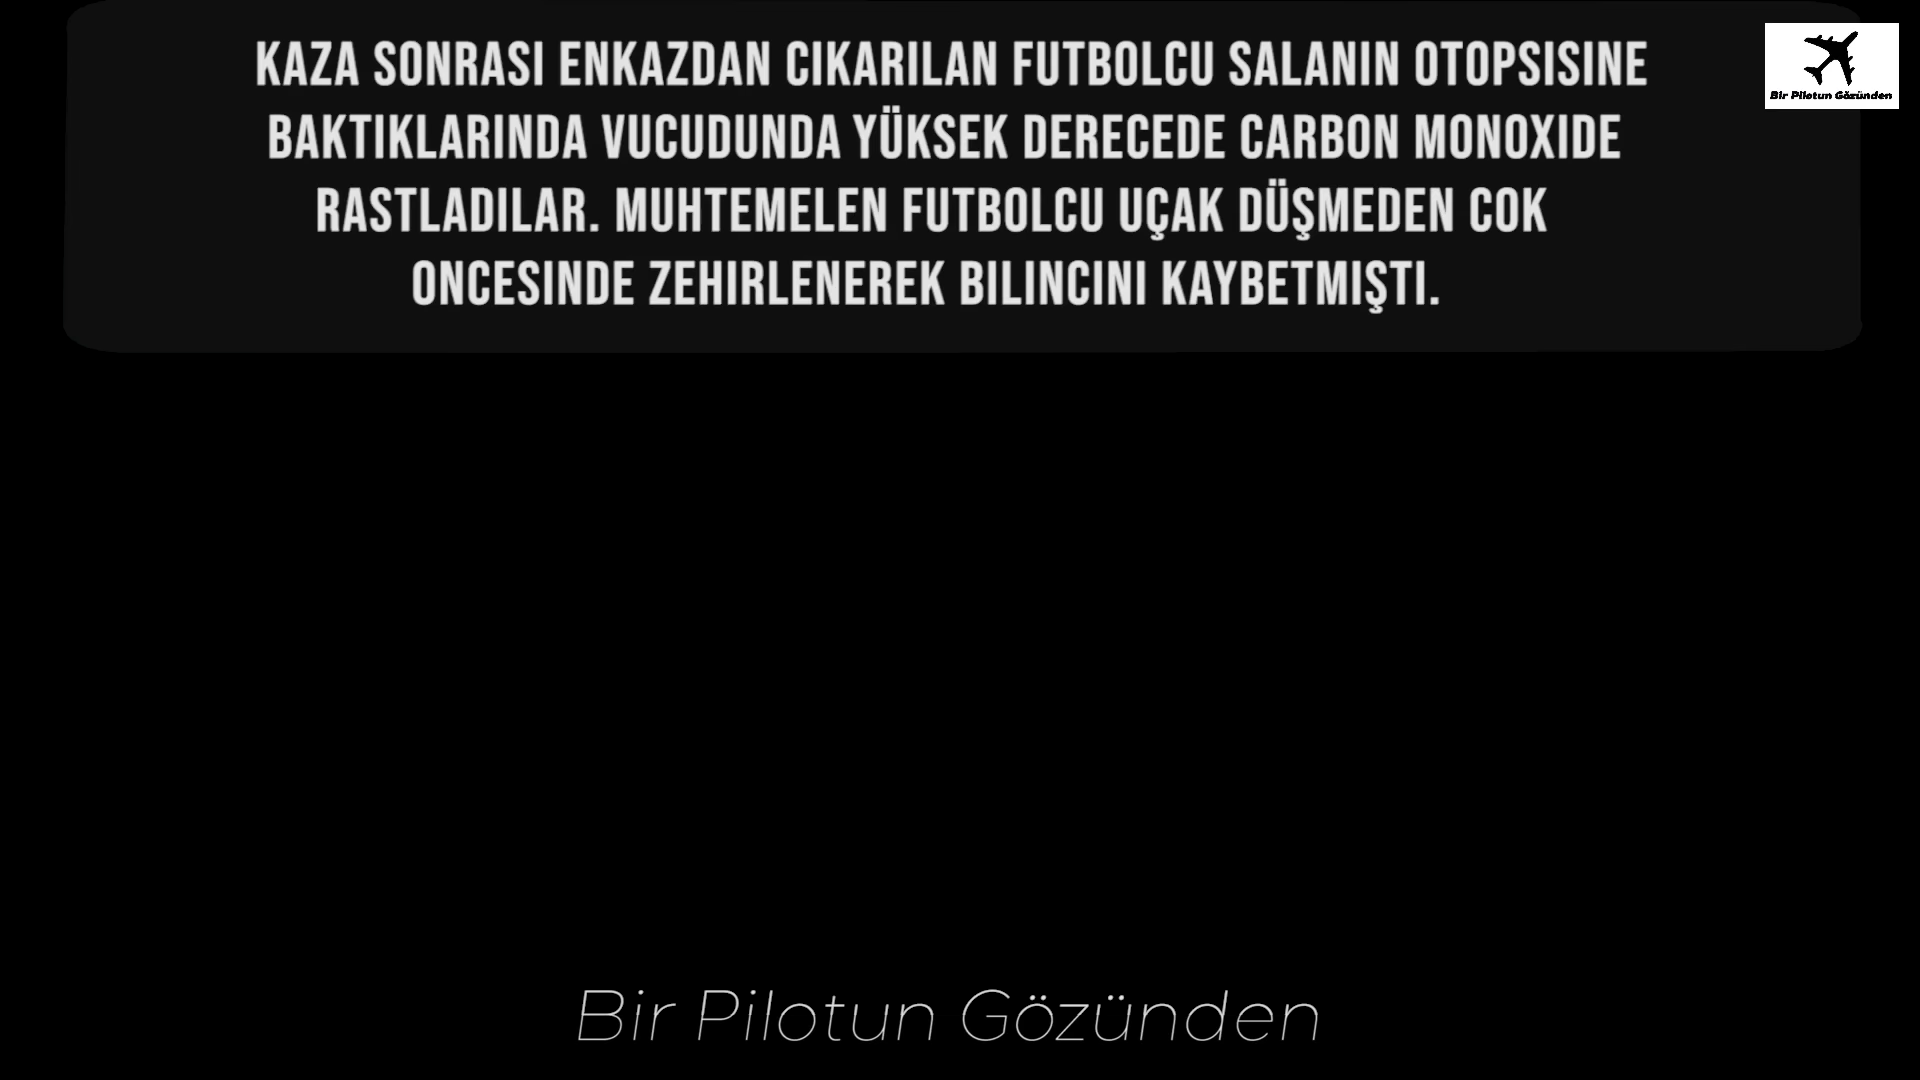 KAZA SONRASI ENKAZDAN CIKARILAN FUTBOLCU SALANIN OTOPSISINE
BAKTIKLARINDA VUCUDUNDA YÜKSEK DERECEDE CARBON MONOXIDE
RASTLADILAR. MUHTEMELEN FUTBOLCU UÇAK DÜŞMEDEN COK
ONCESINDE ZEHIRLENEREK BILINCINI KAYBETMIŞTI.
Bir Pilotun Gözünden
Bir Pilotun Gözünden